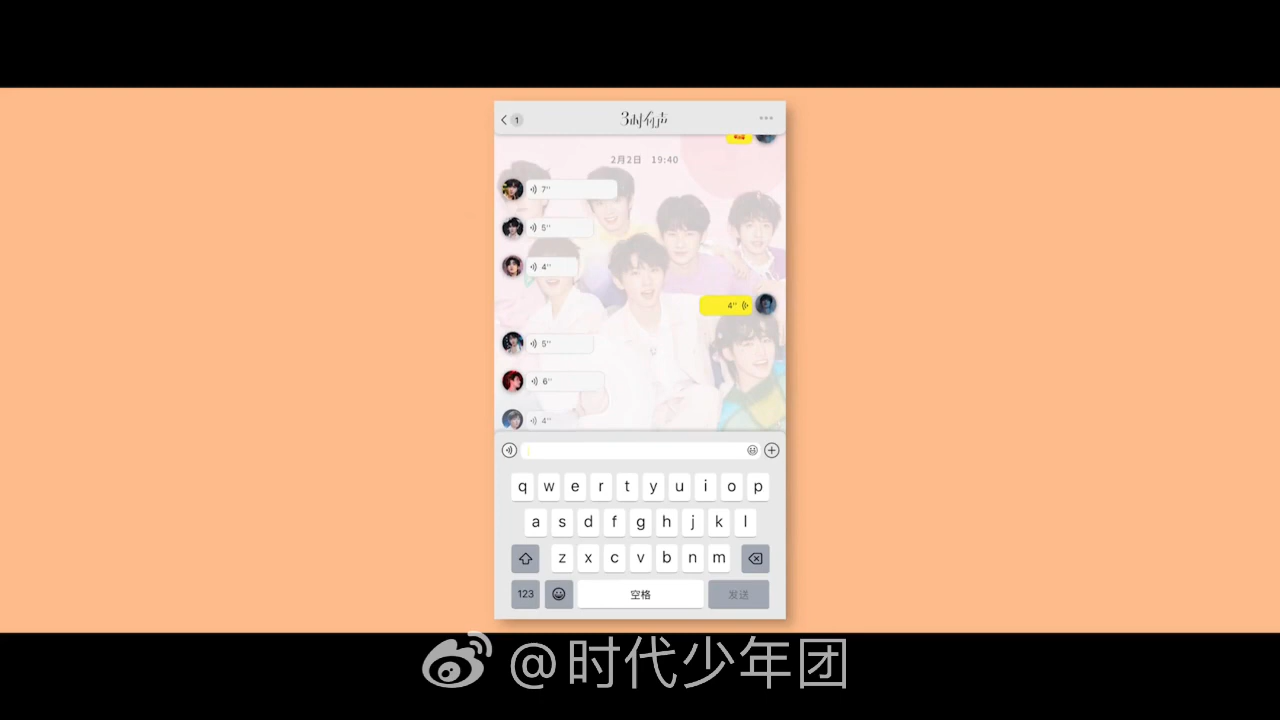 1
3时有声
2月2日 19:40
7''
5''
4''
4''
5''
6''
4''
q w e r t y u i o p
a s d f g h j k l
z x c v b n m
123 空格 发送
@时代少年团